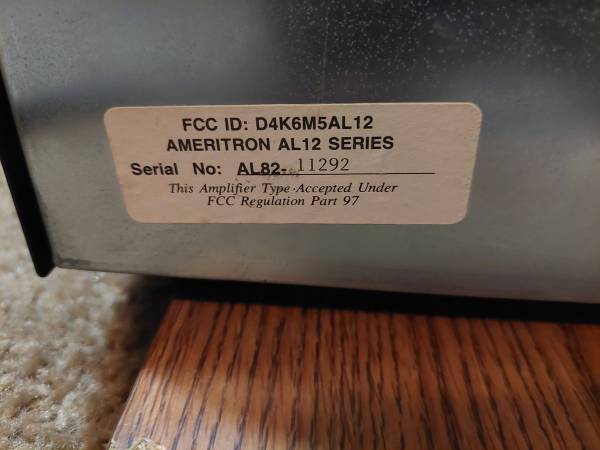 FCC ID: D4K6M5AL12
AMERITRON AL12 SERIES
Serial No: AL82-11292
This Amplifier Type Accepted Under
FCC Regulation Part 97